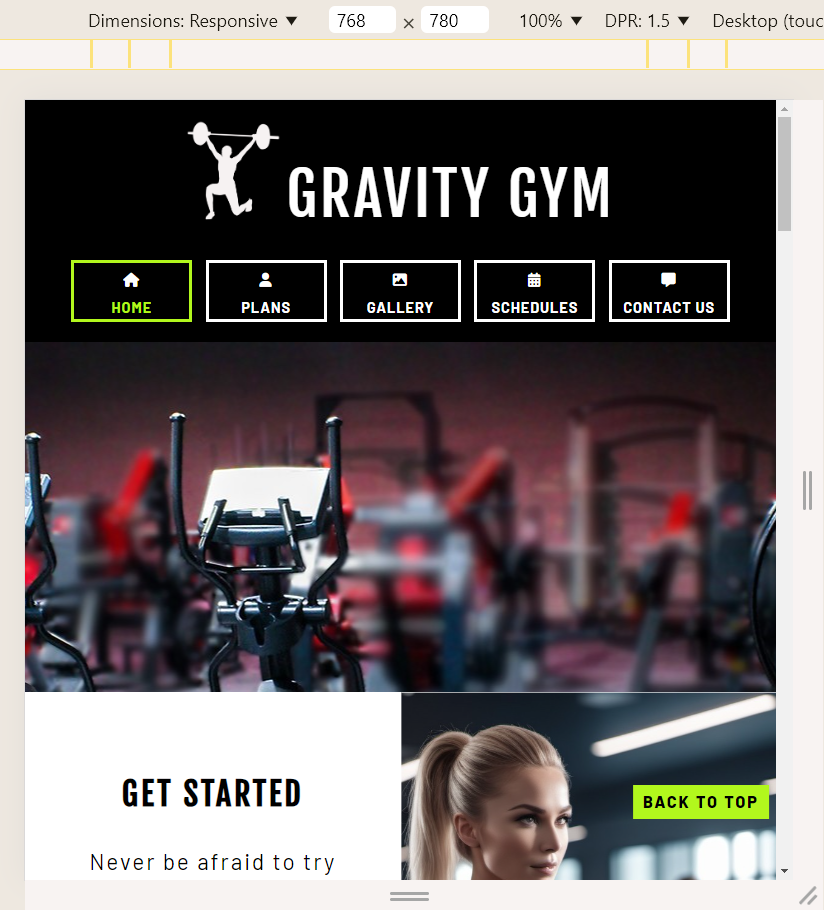 Dimensions: Responsive ▼ 768 × 780 100% ▼ DPR: 1.5 ▼ Desktop (touc
GRAVITY GYM
HOME PLANS GALLERY SCHEDULES CONTACT US
GET STARTED
BACK TO TOP
Never be afraid to try